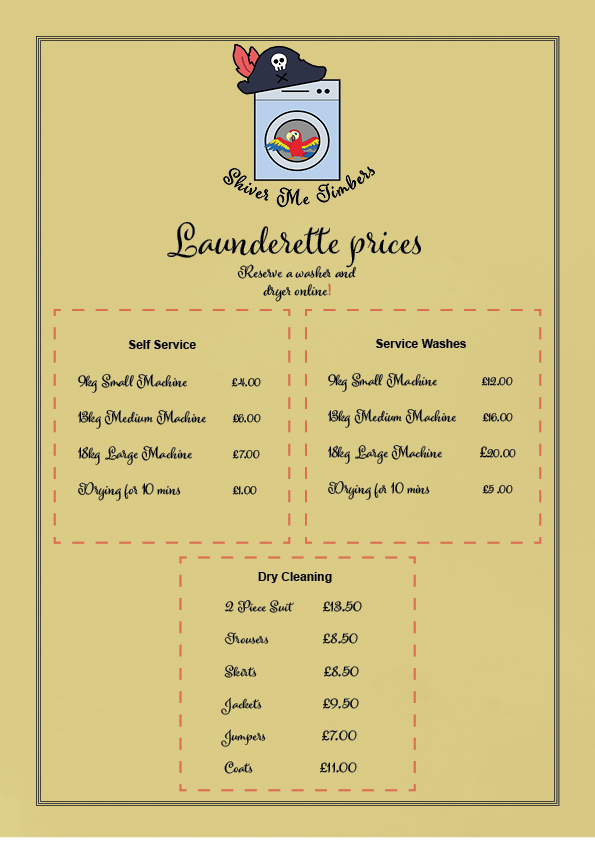 Shiver Me Timbers
Launderette prices
Reserve a washer and
dryer online!
Self Service
9kg Small Machine £4.00
13kg Medium Machine £6.00
18kg Large Machine £7.00
Drying for 10 mins £1.00
Service Washes
9kg Small Machine £12.00
13kg Medium Machine £16.00
18kg Large Machine £20.00
Drying for 10 mins £5 .00
Dry Cleaning
2 Piece Suit £13.50
Trousers £8.50
Skirts £8.50
Jackets £9.50
Jumpers £7.00
Coats £11.00